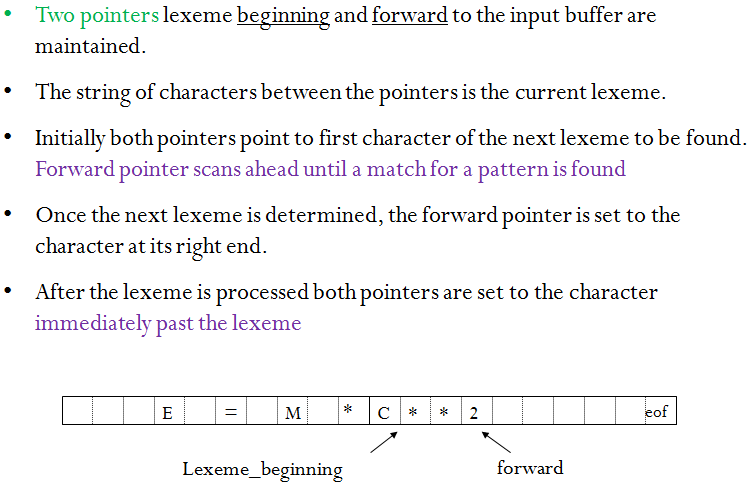 • Two pointers lexeme beginning and forward to the input buffer are
maintained.
• The string of characters between the pointers is the current lexeme.
• Initially both pointers point to first character of the next lexeme to be found.
Forward pointer scans ahead until a match for a pattern is found
• Once the next lexeme is determined, the forward pointer is set to the
character at its right end.
• After the lexeme is processed both pointers are set to the character
immediately past the lexeme
E = M * C * * 2 eof
Lexeme_beginning forward